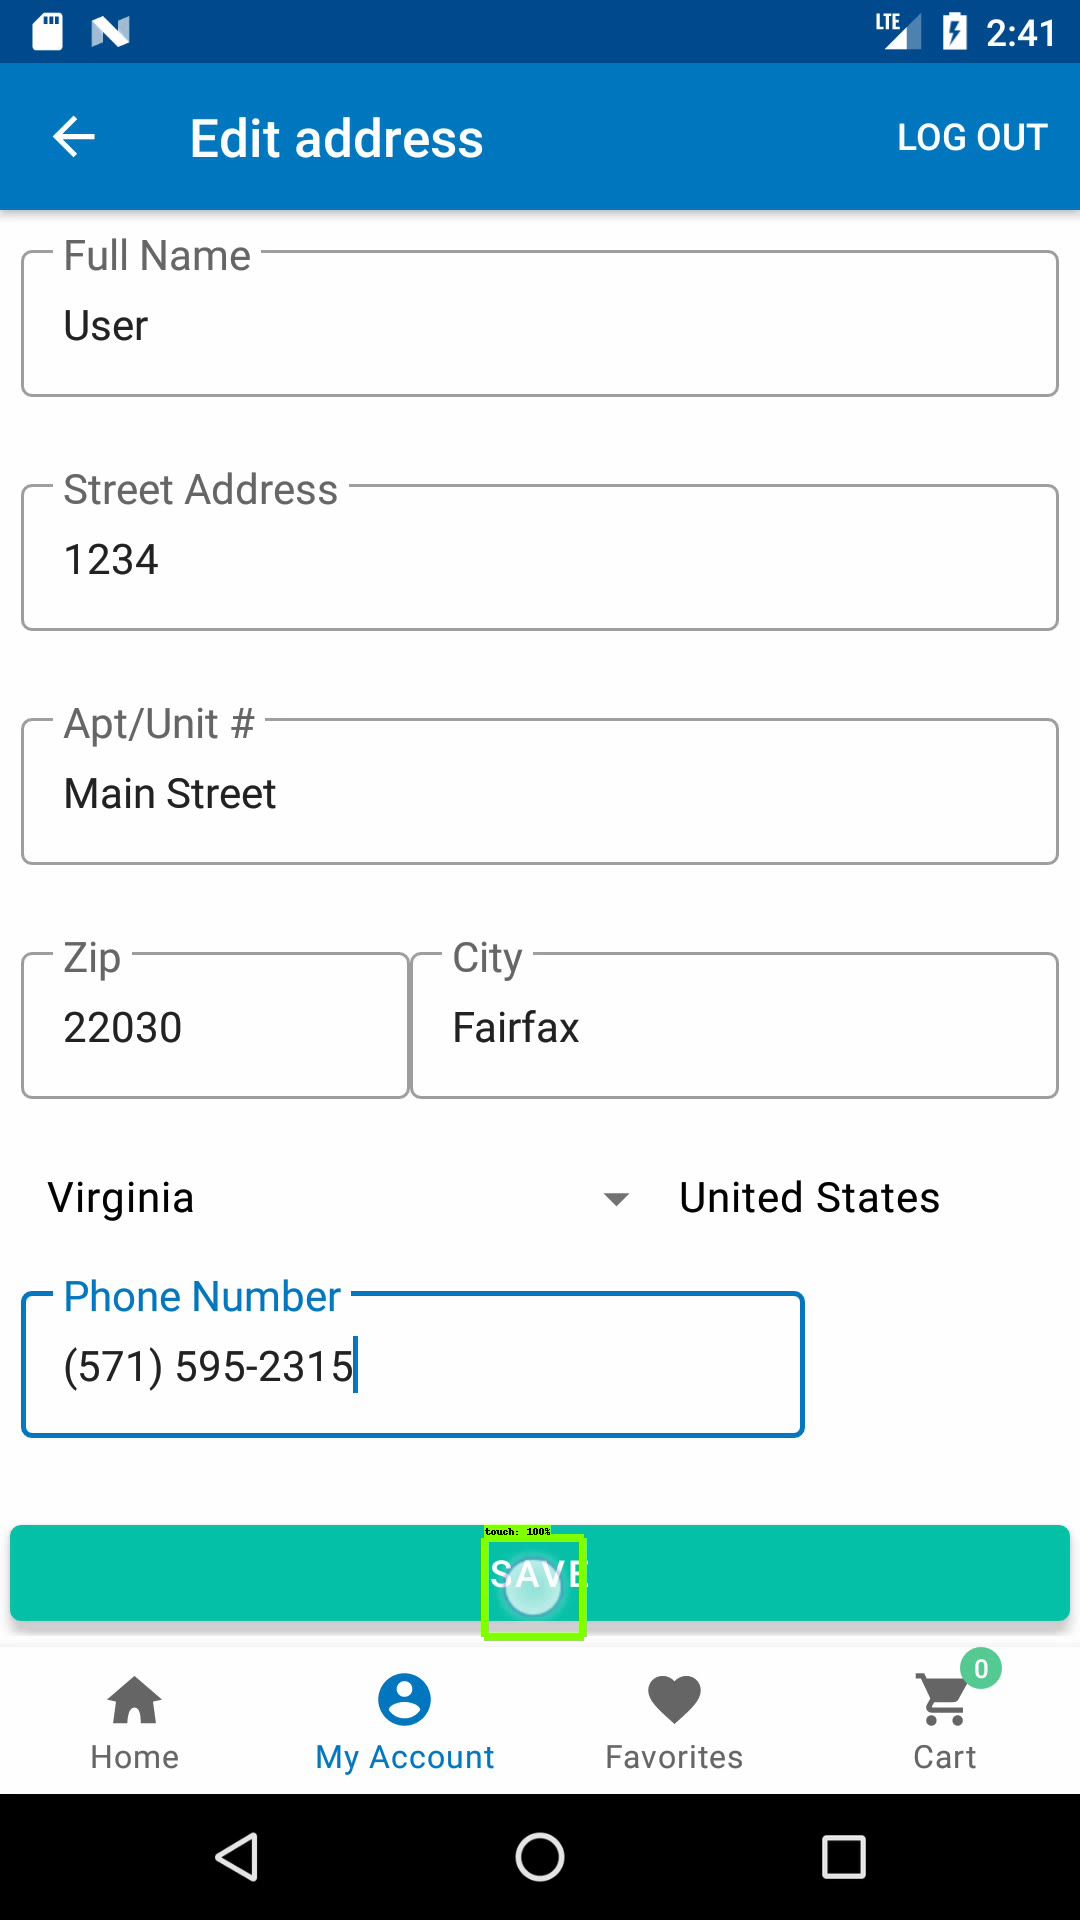 LTE 2:41
Edit address LOG OUT
Full Name
User
Street Address
1234
Apt/Unit #
Main Street
Zip City
22030 Fairfax
Virginia United States
Phone Number
(571) 595-2315
touch: 100%
SAVE
0
Home My Account Favorites Cart